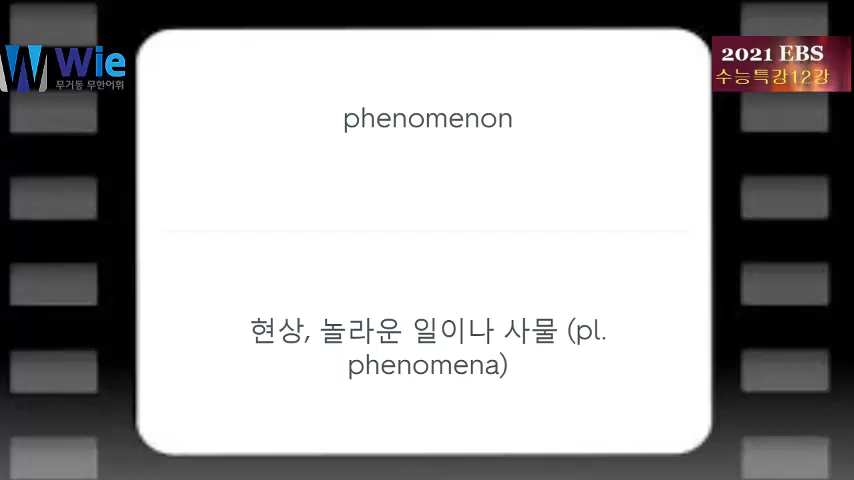 Wie
무거동 무한어휘
2021 EBS
수능특강12강
phenomenon
현상, 놀라운 일이나 사물 (pl.
phenomena)